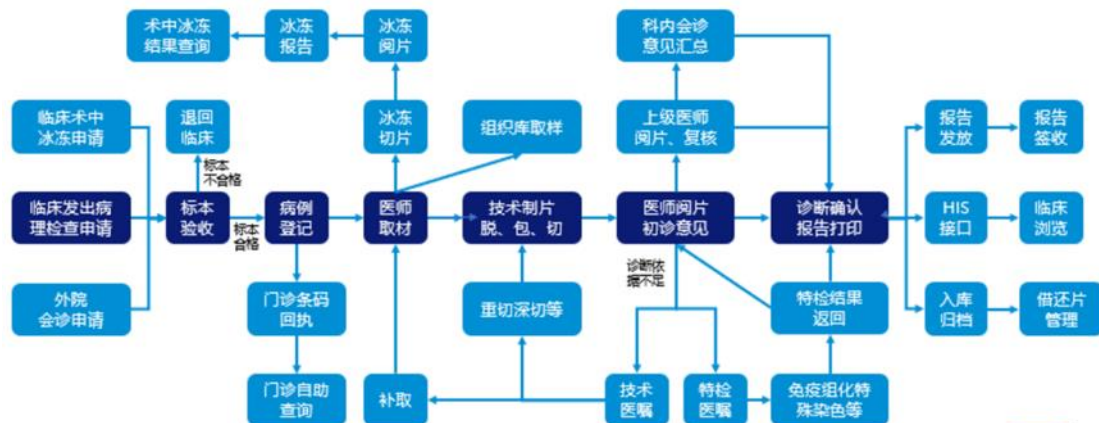 术中冰冻
结果查询
冰冻
报告
冰冻
阅片
科内会诊
意见汇总
临床术中
冰冻申请
退回
临床
冰冻
切片
组织库取样
上级医师
阅片、复核
报告
发放
报告
签收
标本
不合格
临床发出病
理检查申请
标本
验收
标本
合格
病例
登记
医师
取材
技术制片
脱、包、切
医师阅片
初诊意见
诊断确认
报告打印
HIS
接口
临床
浏览
诊断依
据不足
外院
会诊申请
门诊条码
回执
重切深切等
特检结果
返回
入库
归档
借还片
管理
门诊自助
查询
补取
技术
医嘱
特检
医嘱
免疫组化特
殊染色等